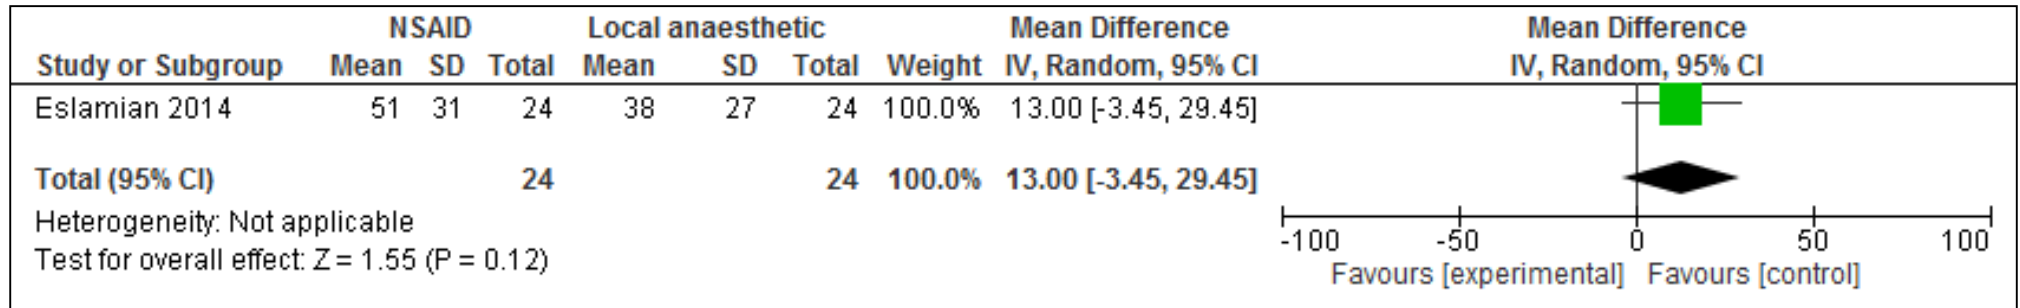 NSAID Local anaesthetic Mean Difference Mean Difference
Study or Subgroup Mean SD Total Mean SD Total Weight IV, Random, 95% CI IV, Random, 95% CI
Eslamian 2014 51 31 24 38 27 24 100.0% 13.00 [-3.45, 29.45]
Total (95% CI) 24 24 100.0% 13.00 [-3.45, 29.45]
Heterogeneity: Not applicable
Test for overall effect: Z = 1.55 (P = 0.12)
-100 -50 0 50 100
Favours [experimental] Favours [control]